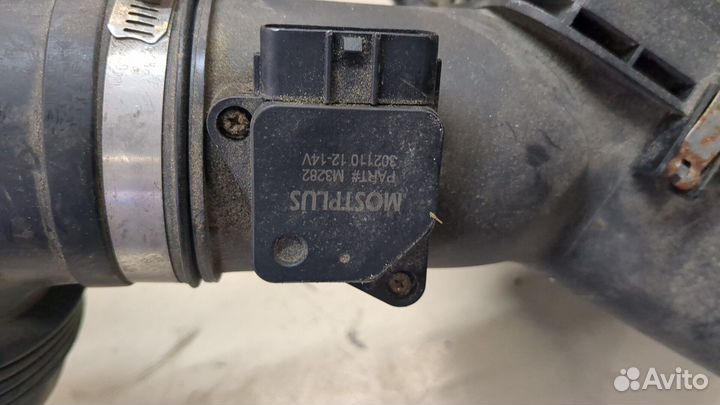 MOSTPLUS
PART# M3282
302110 12-14V
Avito